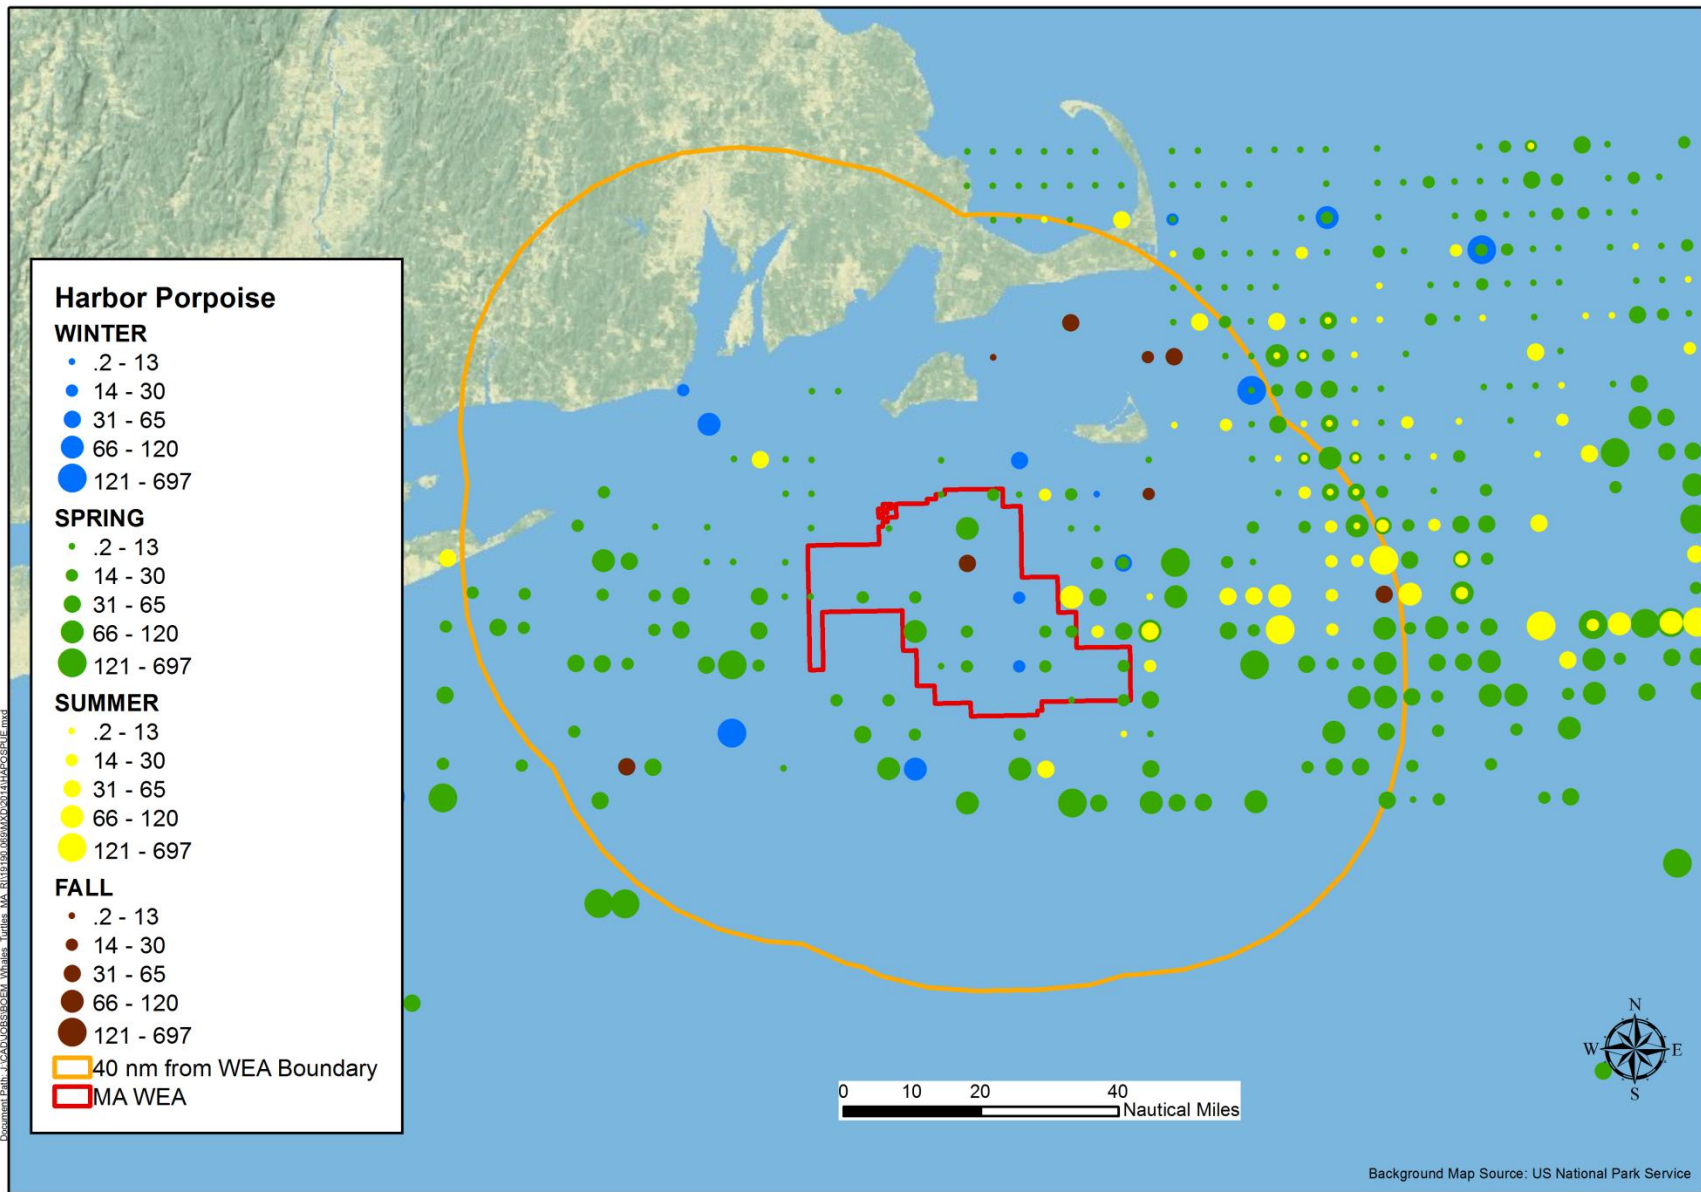 Harbor Porpoise
WINTER
.2 - 13
14 - 30
31 - 65
66 - 120
121 - 697
SPRING
.2 - 13
14 - 30
31 - 65
66 - 120
121 - 697
SUMMER
.2 - 13
14 - 30
31 - 65
66 - 120
121 - 697
FALL
.2 - 13
14 - 30
31 - 65
66 - 120
121 - 697
40 nm from WEA Boundary
MA WEA
0 10 20 40
Nautical Miles
N
W E
S
Background Map Source: US National Park Service
Document Path: